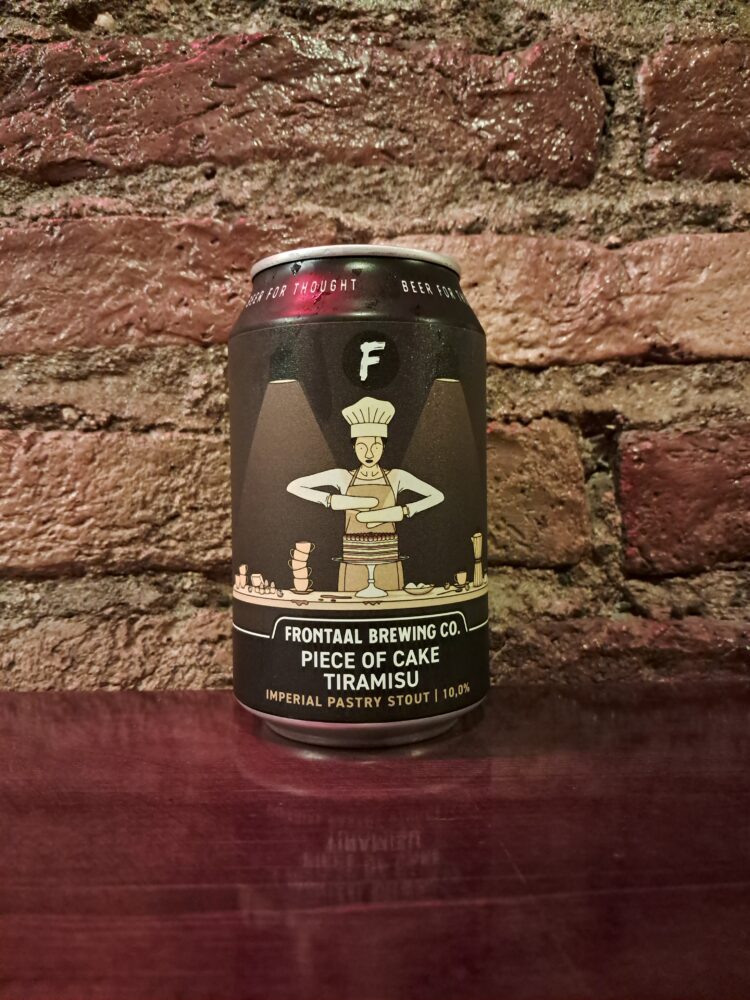 BEER FOR THOUGHT BEER FOR
F
FRONTAAL BREWING CO.
PIECE OF CAKE
TIRAMISU
IMPERIAL PASTRY STOUT | 10,0%